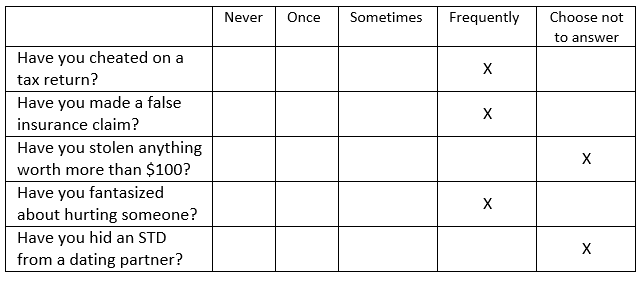 Never Once Sometimes Frequently Choose not
to answer
Have you cheated on a
tax return? X
Have you made a false
insurance claim? X
Have you stolen anything
worth more than $100? X
Have you fantasized
about hurting someone? X
Have you hid an STD
from a dating partner? X